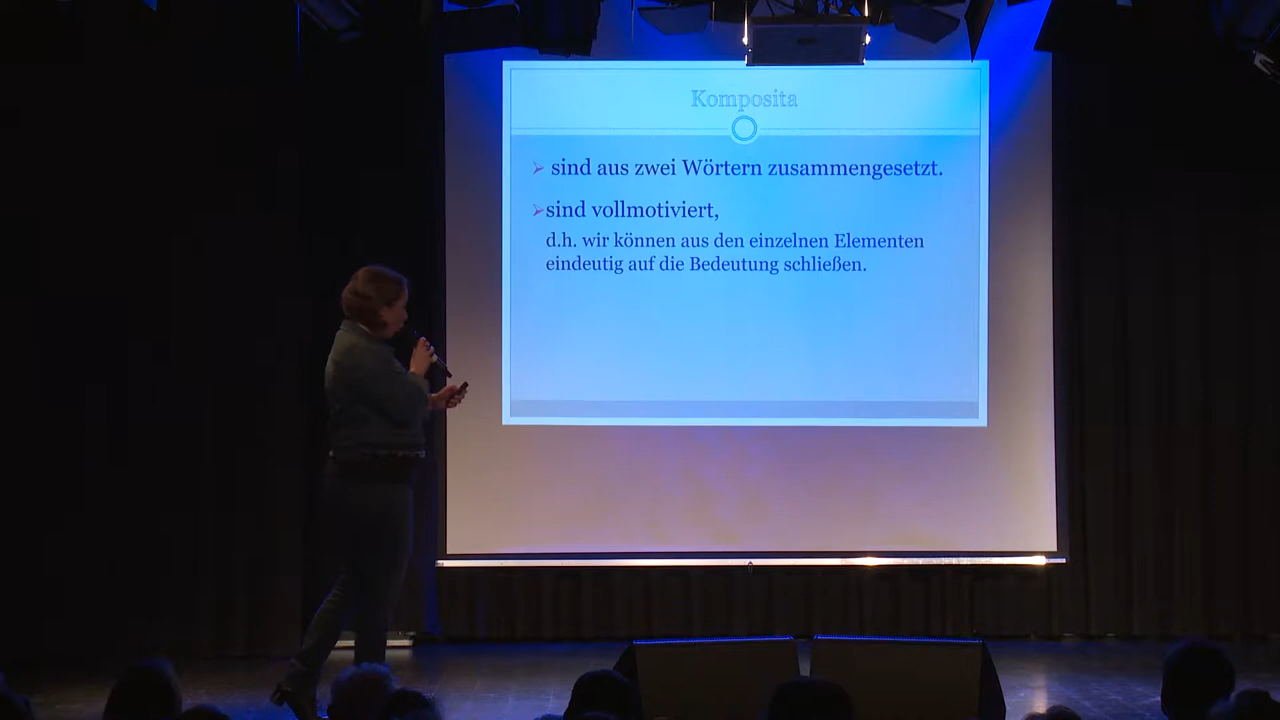 Komposita
sind aus zwei Wörtern zusammengesetzt.
sind vollmotiviert,
d.h. wir können aus den einzelnen Elementen
eindeutig auf die Bedeutung schließen.